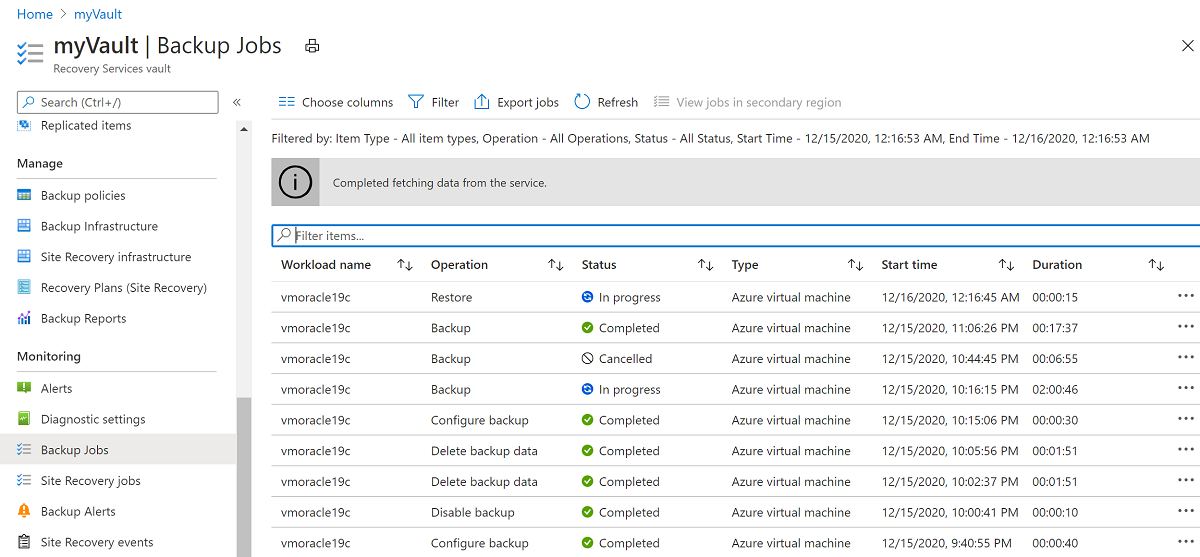 Home > myVault
myVault | Backup Jobs
Recovery Services vault
Search (Ctrl+/)
«
Replicated items
Manage
Backup policies
Backup Infrastructure
Site Recovery infrastructure
Recovery Plans (Site Recovery)
Backup Reports
Monitoring
Alerts
Diagnostic settings
Backup Jobs
Site Recovery jobs
Backup Alerts
Site Recovery events
Choose columns Filter Export jobs Refresh View jobs in secondary region
Filtered by: Item Type - All item types, Operation - All Operations, Status - All Status, Start Time - 12/15/2020, 12:16:53 AM, End Time - 12/16/2020, 12:16:53 AM
Completed fetching data from the service.
Filter items...
Workload name Operation Status Type Start time Duration
vmoracle19c Restore In progress Azure virtual machine 12/16/2020, 12:16:45 AM 00:00:15
vmoracle19c Backup Completed Azure virtual machine 12/15/2020, 11:06:26 PM 00:17:37
vmoracle19c Backup Cancelled Azure virtual machine 12/15/2020, 10:44:45 PM 00:06:55
vmoracle19c Backup In progress Azure virtual machine 12/15/2020, 10:16:15 PM 02:00:46
vmoracle19c Configure backup Completed Azure virtual machine 12/15/2020, 10:15:06 PM 00:00:30
vmoracle19c Delete backup data Completed Azure virtual machine 12/15/2020, 10:05:56 PM 00:01:51
vmoracle19c Delete backup data Completed Azure virtual machine 12/15/2020, 10:02:37 PM 00:01:51
vmoracle19c Disable backup Completed Azure virtual machine 12/15/2020, 10:00:41 PM 00:00:10
vmoracle19c Configure backup Completed Azure virtual machine 12/15/2020, 9:40:55 PM 00:00:40